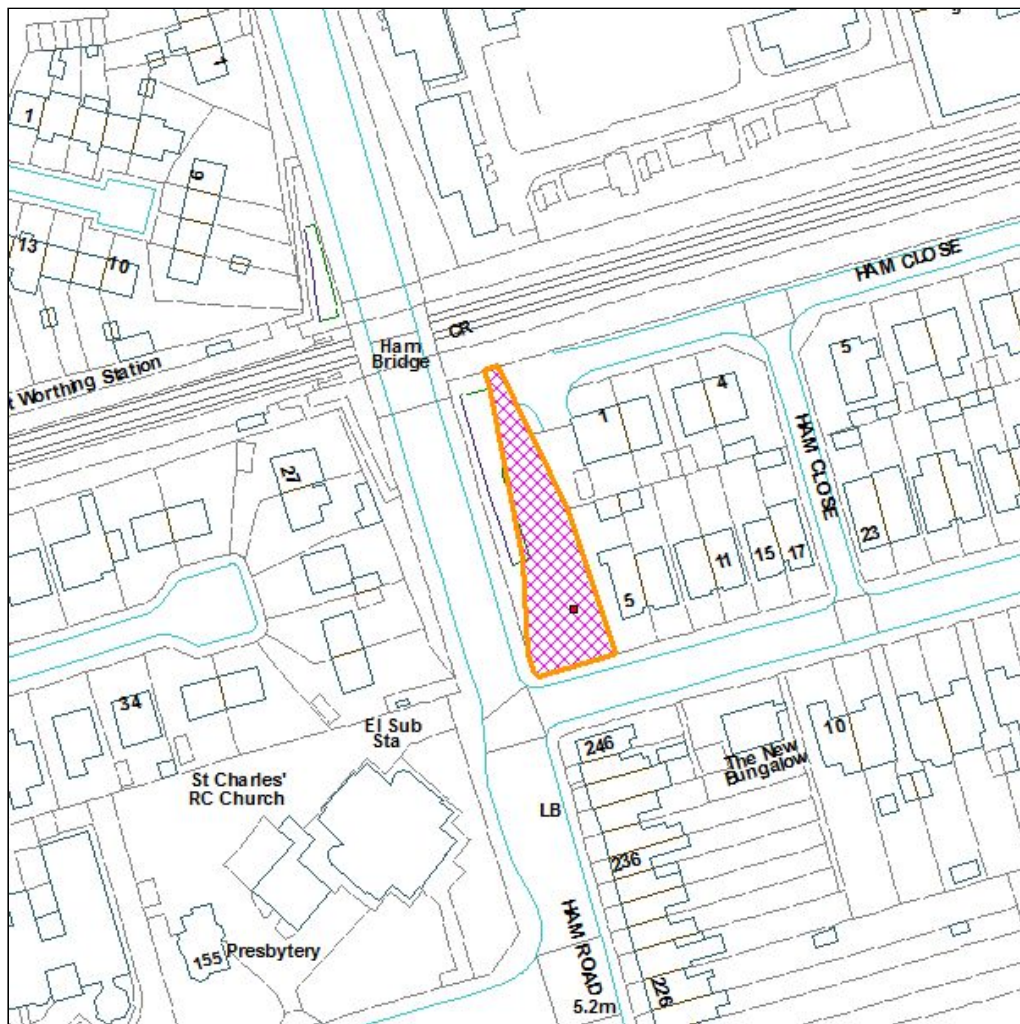 1
1
9
13
10
t Worthing Station
Ham
Bridge
CR
HAM CLOSE
5
1
4
HAM CLOSE
27
23
5
11
15
17
34
El Sub
Sta
St Charles'
RC Church
246
The New
Bungalow
10
LB
236
155
Presbytery
HAM ROAD
5.2m
226